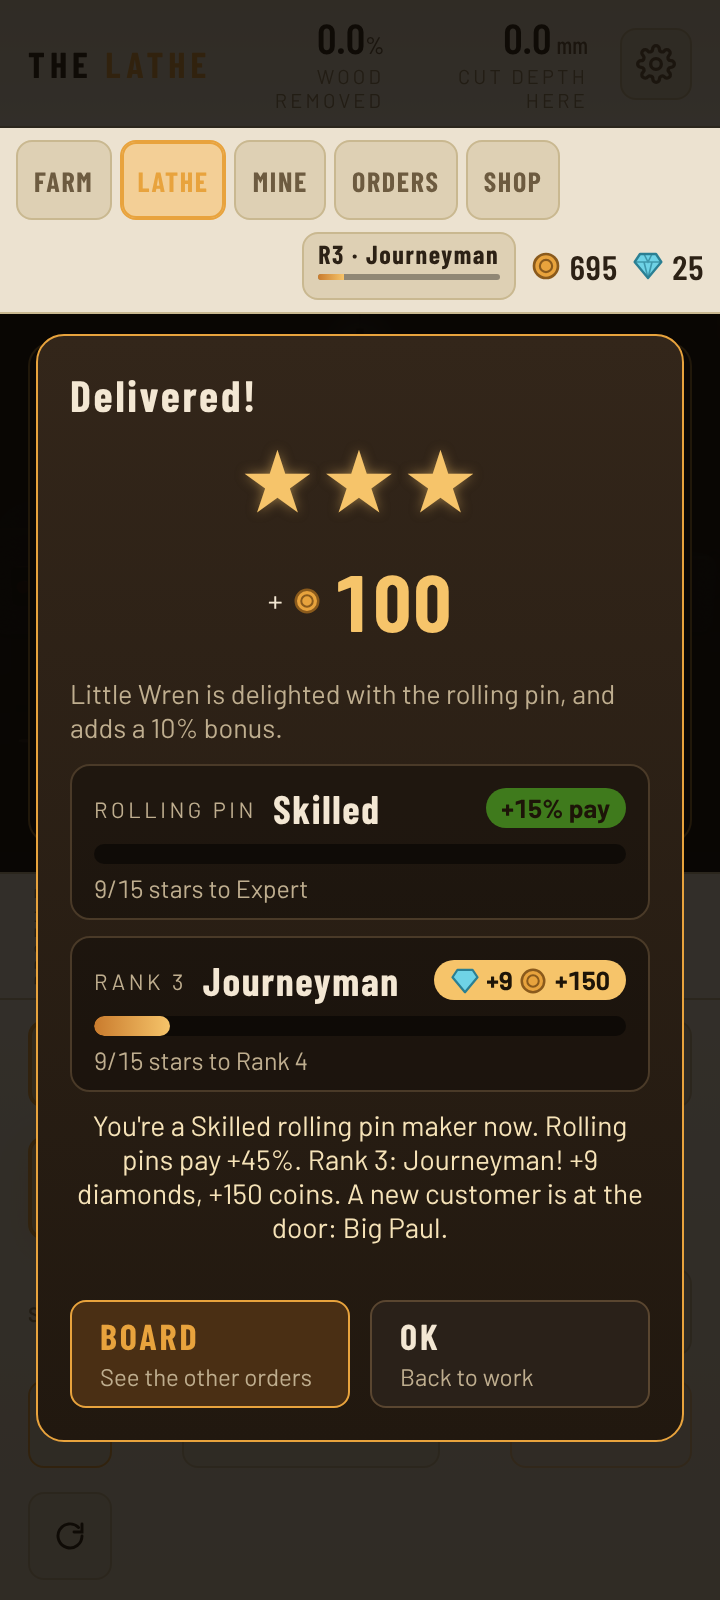 THE LATHE
0.0%
WOOD
REMOVED
0.0 mm
CUT DEPTH
HERE
FARM
LATHE
MINE
ORDERS
SHOP
R3 · Journeyman
695
25
Delivered!
+ 100
Little Wren is delighted with the rolling pin, and
adds a 10% bonus.
ROLLING PIN Skilled
+15% pay
9/15 stars to Expert
RANK 3 Journeyman
+9 +150
9/15 stars to Rank 4
You're a Skilled rolling pin maker now. Rolling
pins pay +45%. Rank 3: Journeyman! +9
diamonds, +150 coins. A new customer is at the
door: Big Paul.
BOARD
See the other orders
OK
Back to work